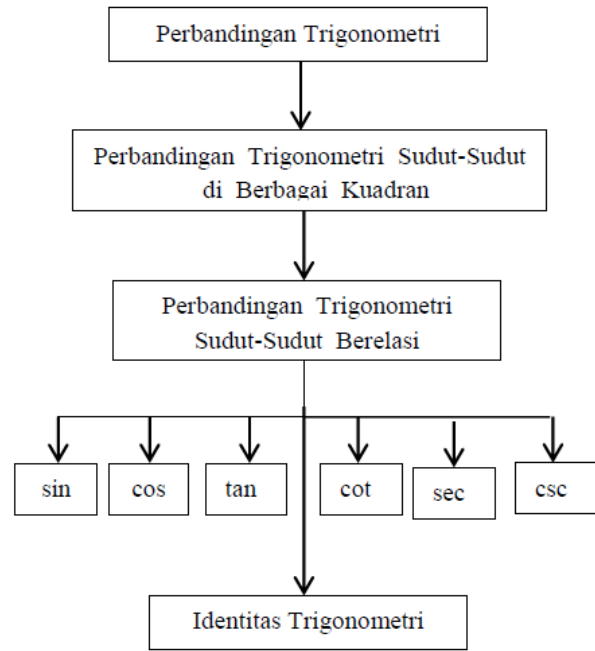 Perbandingan Trigonometri
Perbandingan Trigonometri Sudut-Sudut
di Berbagai Kuadran
Perbandingan Trigonometri
Sudut-Sudut Berelasi
sin
cos
tan
cot
sec
csc
Identitas Trigonometri